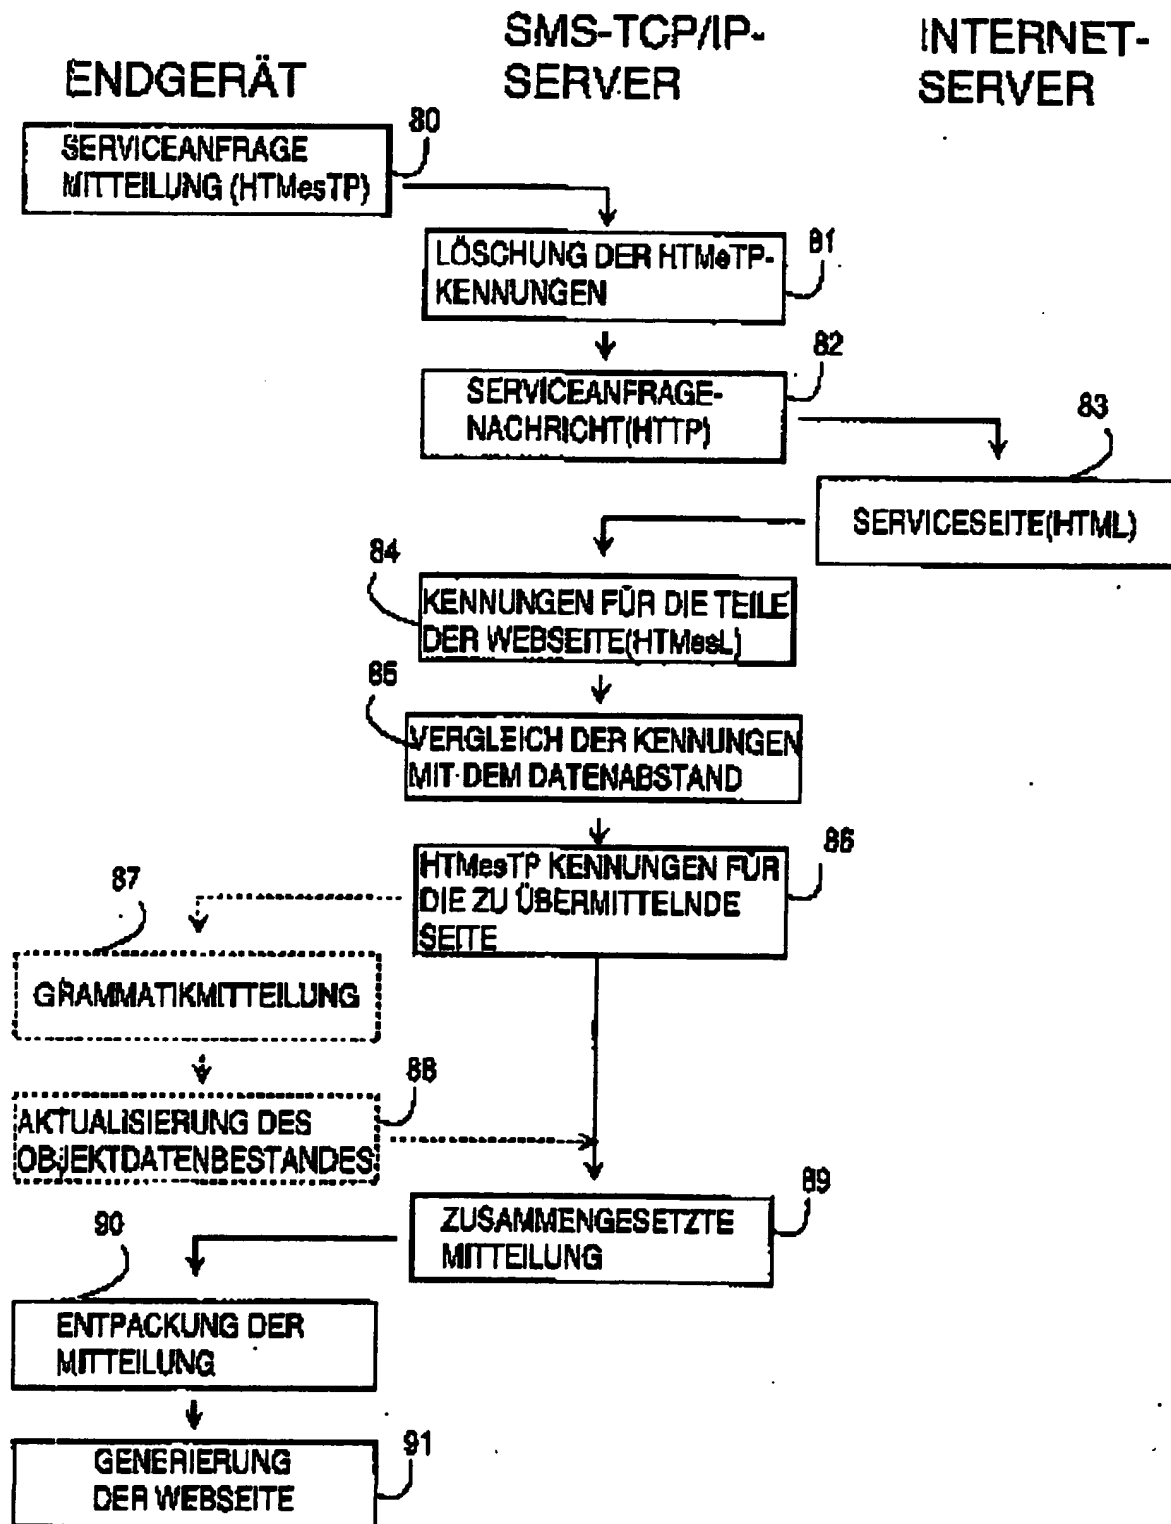 ENDGERÄT
SMS-TCP/IP-
SERVER
INTERNET-
SERVER
80
SERVICEANFRAGE
MITTEILUNG (HTMesTP)
81
LÖSCHUNG DER HTMeTP-
KENNUNGEN
82
SERVICEANFRAGE-
NACHRICHT(HTTP)
83
SERVICESEITE(HTML)
84
KENNUNGEN FÜR DIE TEILE
DER WEBSEITE(HTMesL)
85
VERGLEICH DER KENNUNGEN
MIT DEM DATENABSTAND
86
HTMesTP KENNUNGEN FÜR
DIE ZU ÜBERMITTELNDE
SEITE
87
GRAMMATIKMITTEILUNG
88
AKTUALISIERUNG DES
OBJEKTDATENBESTANDES
89
ZUSAMMENGESETZTE
MITTEILUNG
90
ENTPACKUNG DER
MITTEILUNG
91
GENERIERUNG
DER WEBSEITE